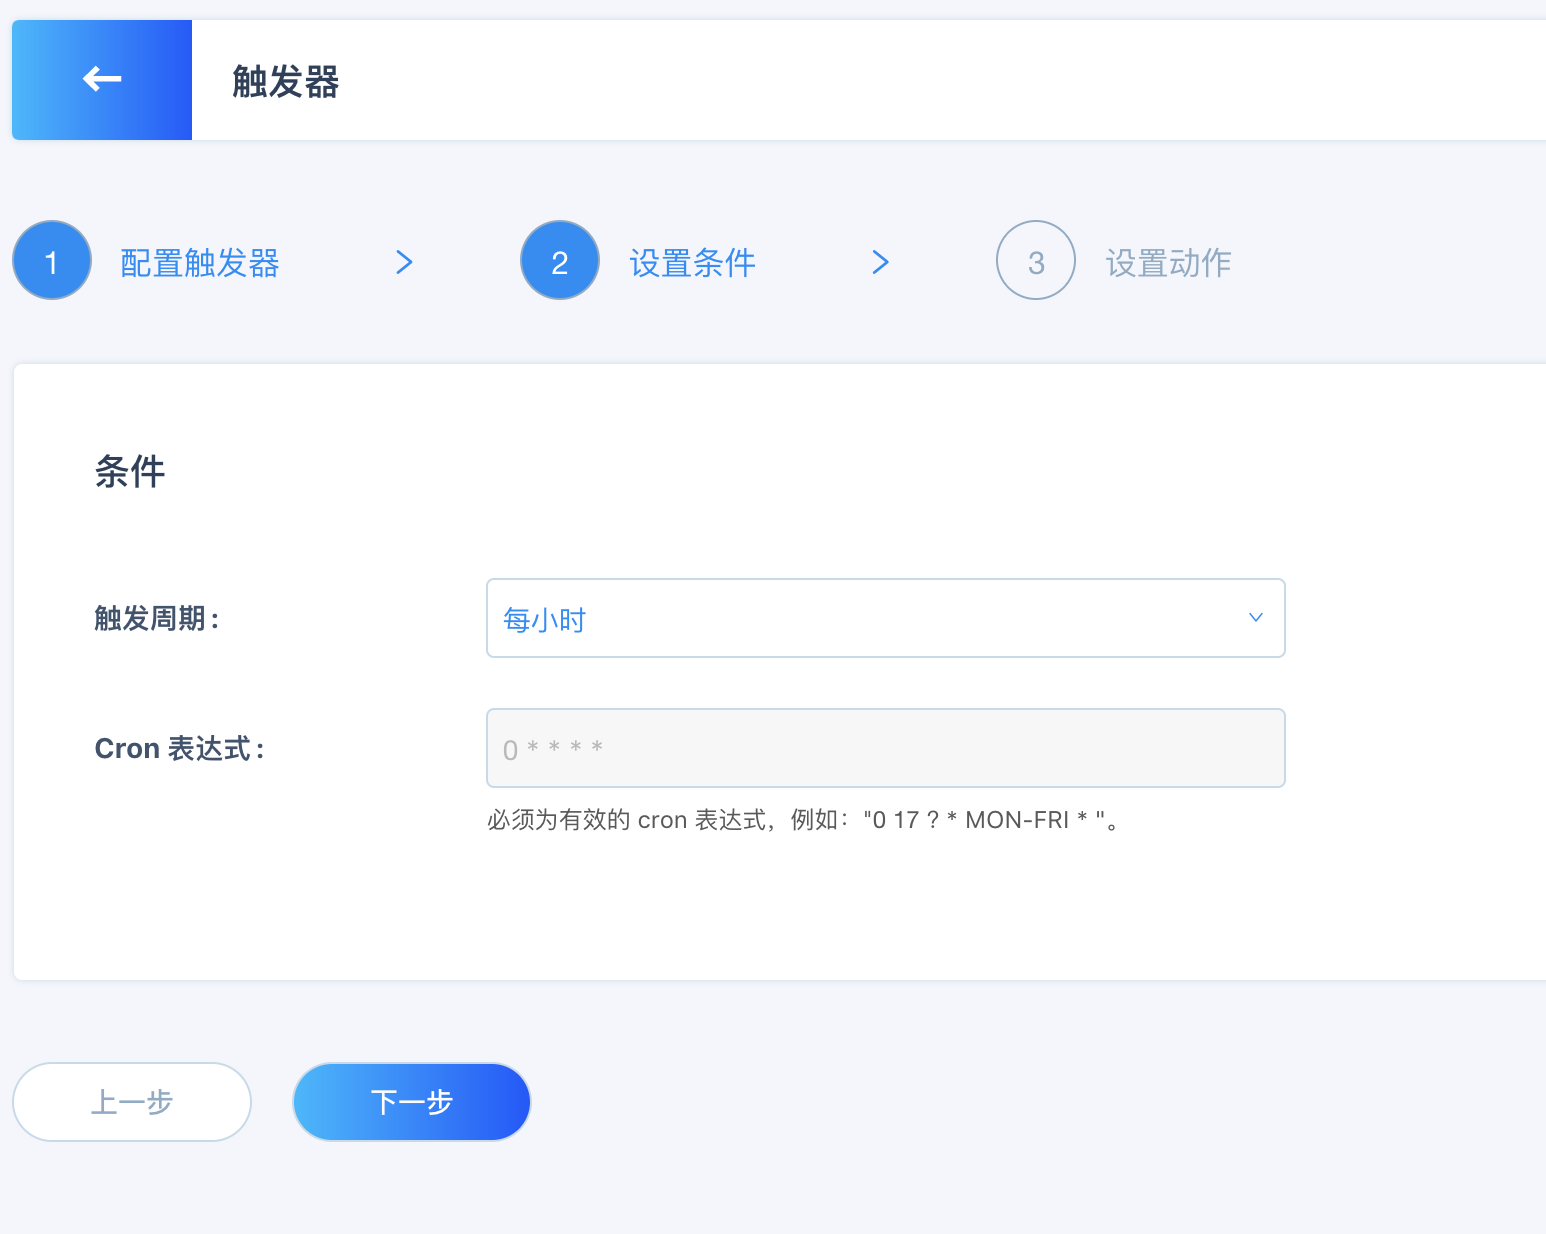 触发器
1 配置触发器 > 2 设置条件 > 3 设置动作
条件
触发周期:
每小时
Cron 表达式:
0 * * * *
必须为有效的 cron 表达式，例如："0 17 ? * MON-FRI * "。
上一步 下一步